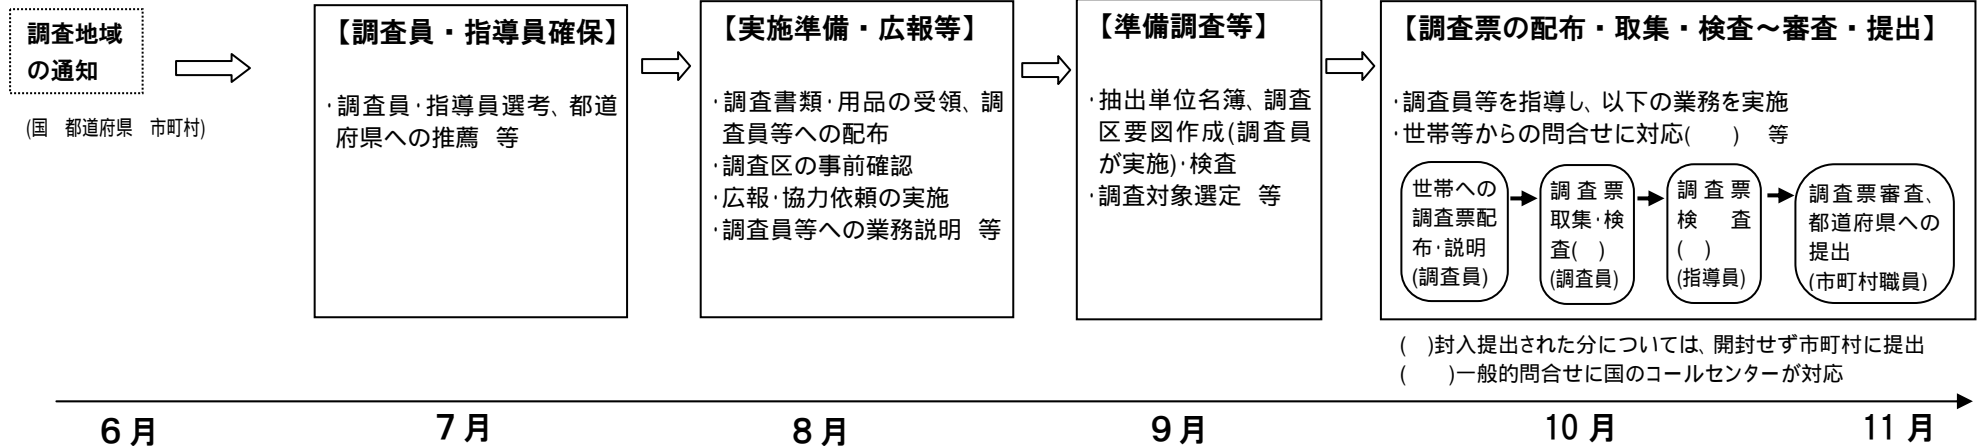 調査地域
の通知
(国　都道府県　市町村)
【調査員・指導員確保】
・調査員・指導員選考、都道
府県への推薦　等
【実施準備・広報等】
・調査書類・用品の受領、調
査員等への配布
・調査区の事前確認
・広報・協力依頼の実施
・調査員等への業務説明　等
【準備調査等】
・抽出単位名簿、調査
区要図作成(調査員
が実施)・検査
・調査対象選定　等
【調査票の配布・取集・検査～審査・提出】
・調査員等を指導し、以下の業務を実施
・世帯等からの問合せに対応(　　)　等
世帯への
調査票配
布・説明
(調査員)
調査票
取集・検
査(　)
(調査員)
調査票
検　査
(　)
(指導員)
調査票審査、
都道府県への
提出
(市町村職員)
(　)封入提出された分については、開封せず市町村に提出
(　　)一般的問合せに国のコールセンターが対応
６月
７月
８月
９月
10月
11月